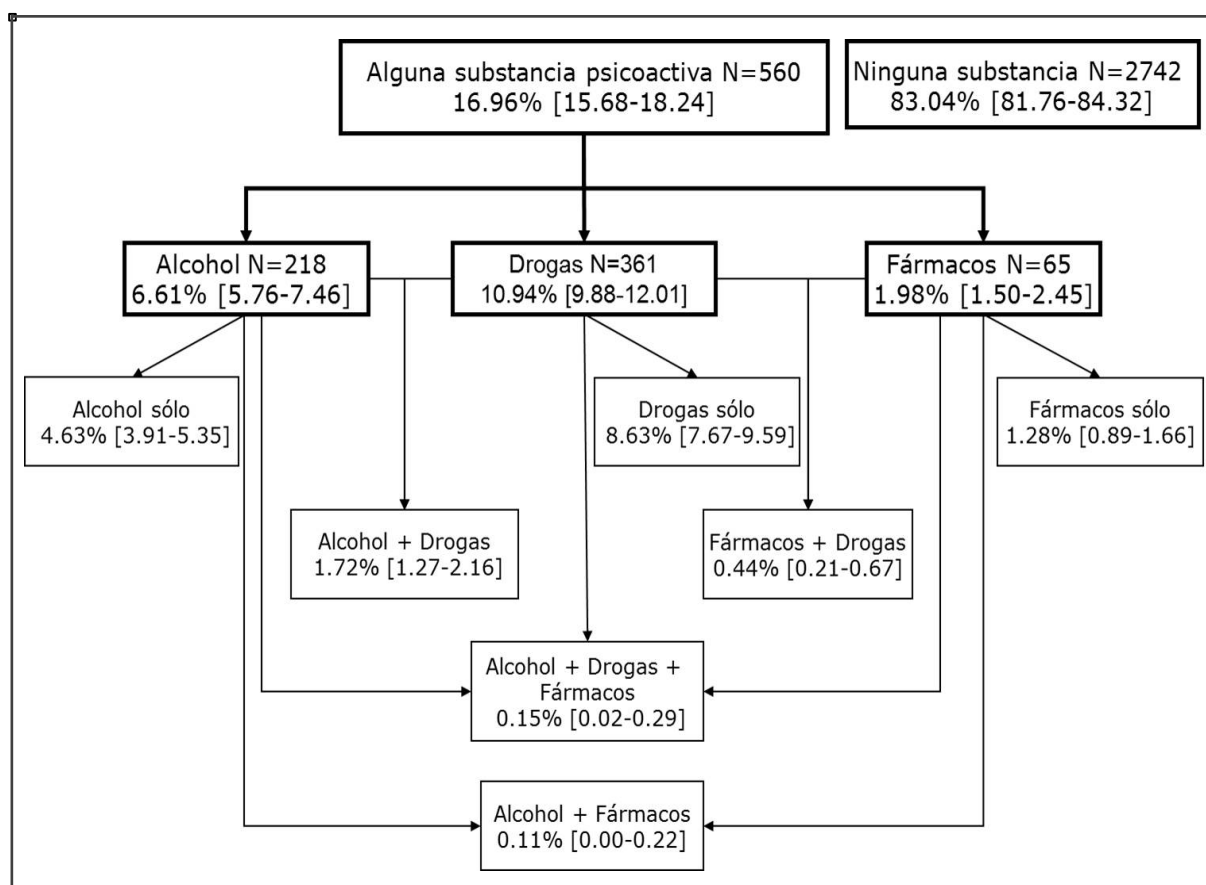 Alguna substancia psicoactiva N=560
16.96% [15.68-18.24]
Ninguna substancia N=2742
83.04% [81.76-84.32]
Alcohol N=218
6.61% [5.76-7.46]
Drogas N=361
10.94% [9.88-12.01]
Fármacos N=65
1.98% [1.50-2.45]
Alcohol sólo
4.63% [3.91-5.35]
Drogas sólo
8.63% [7.67-9.59]
Fármacos sólo
1.28% [0.89-1.66]
Alcohol + Drogas
1.72% [1.27-2.16]
Fármacos + Drogas
0.44% [0.21-0.67]
Alcohol + Drogas +
Fármacos
0.15% [0.02-0.29]
Alcohol + Fármacos
0.11% [0.00-0.22]